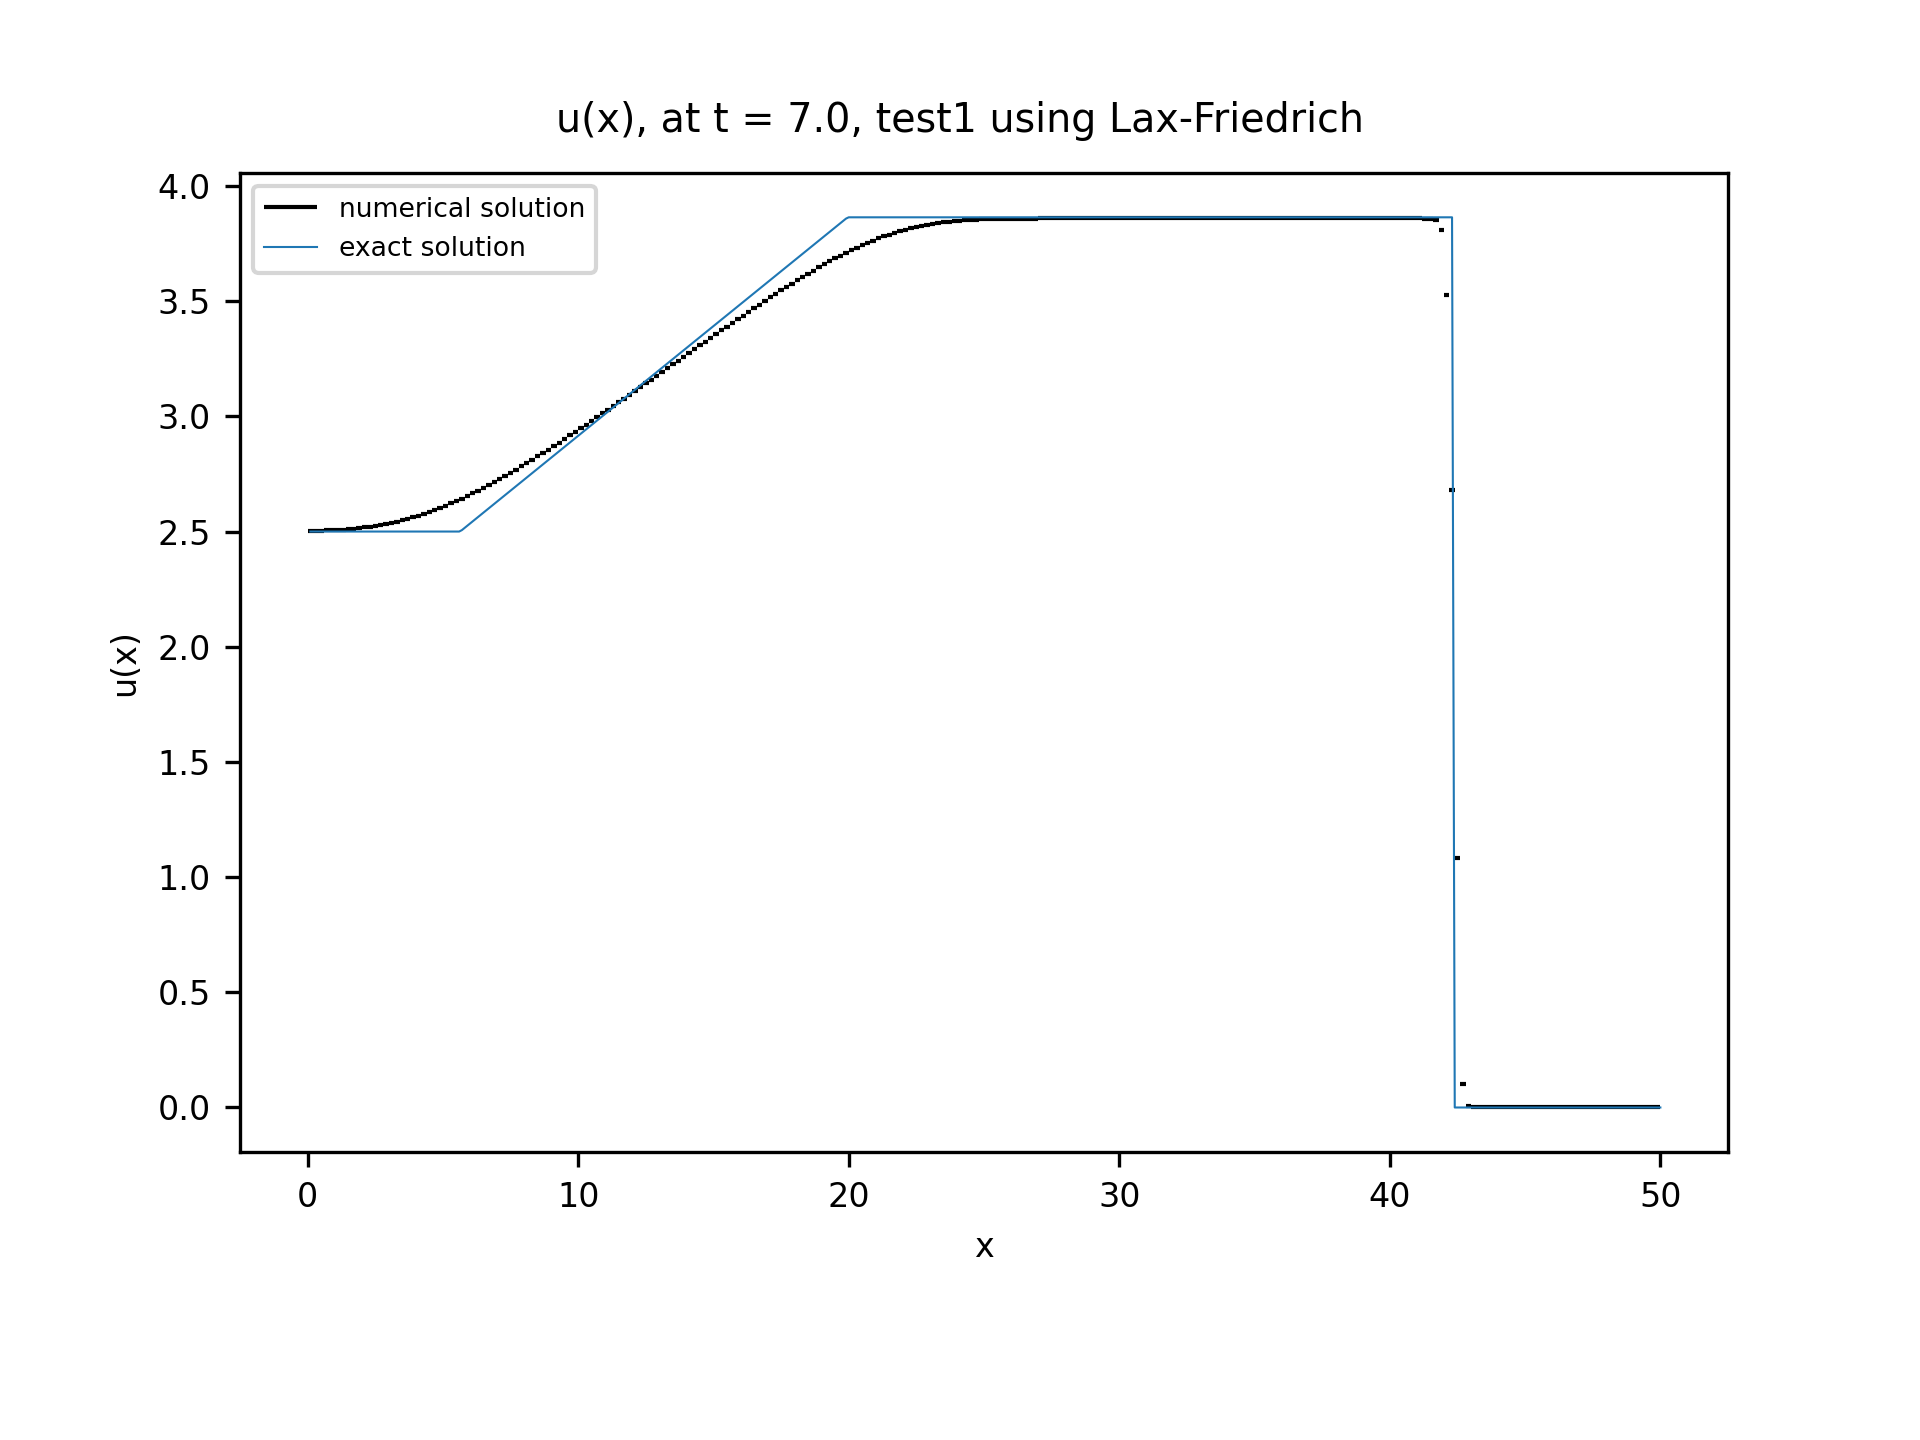 u(x), at t = 7.0, test1 using Lax-Friedrich
numerical solution
exact solution
4.0
3.5
3.0
2.5
2.0
1.5
1.0
0.5
0.0
u(x)
0 10 20 30 40 50
x